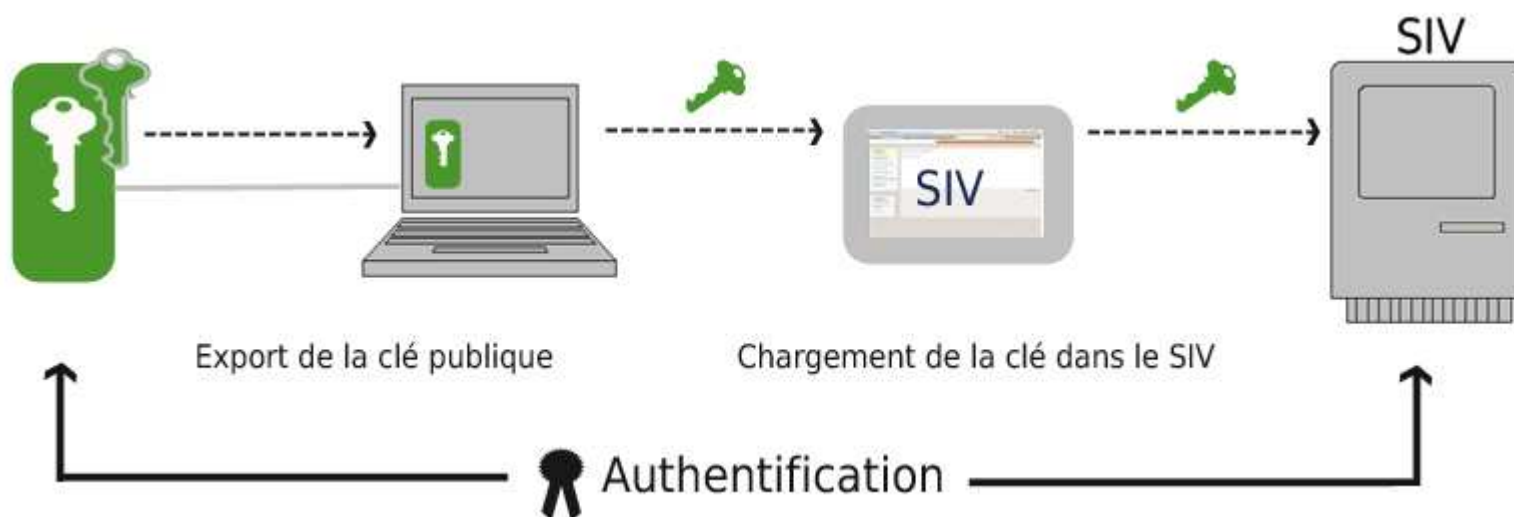 SIV
SIV
Export de la clé publique
Chargement de la clé dans le SIV
Authentification